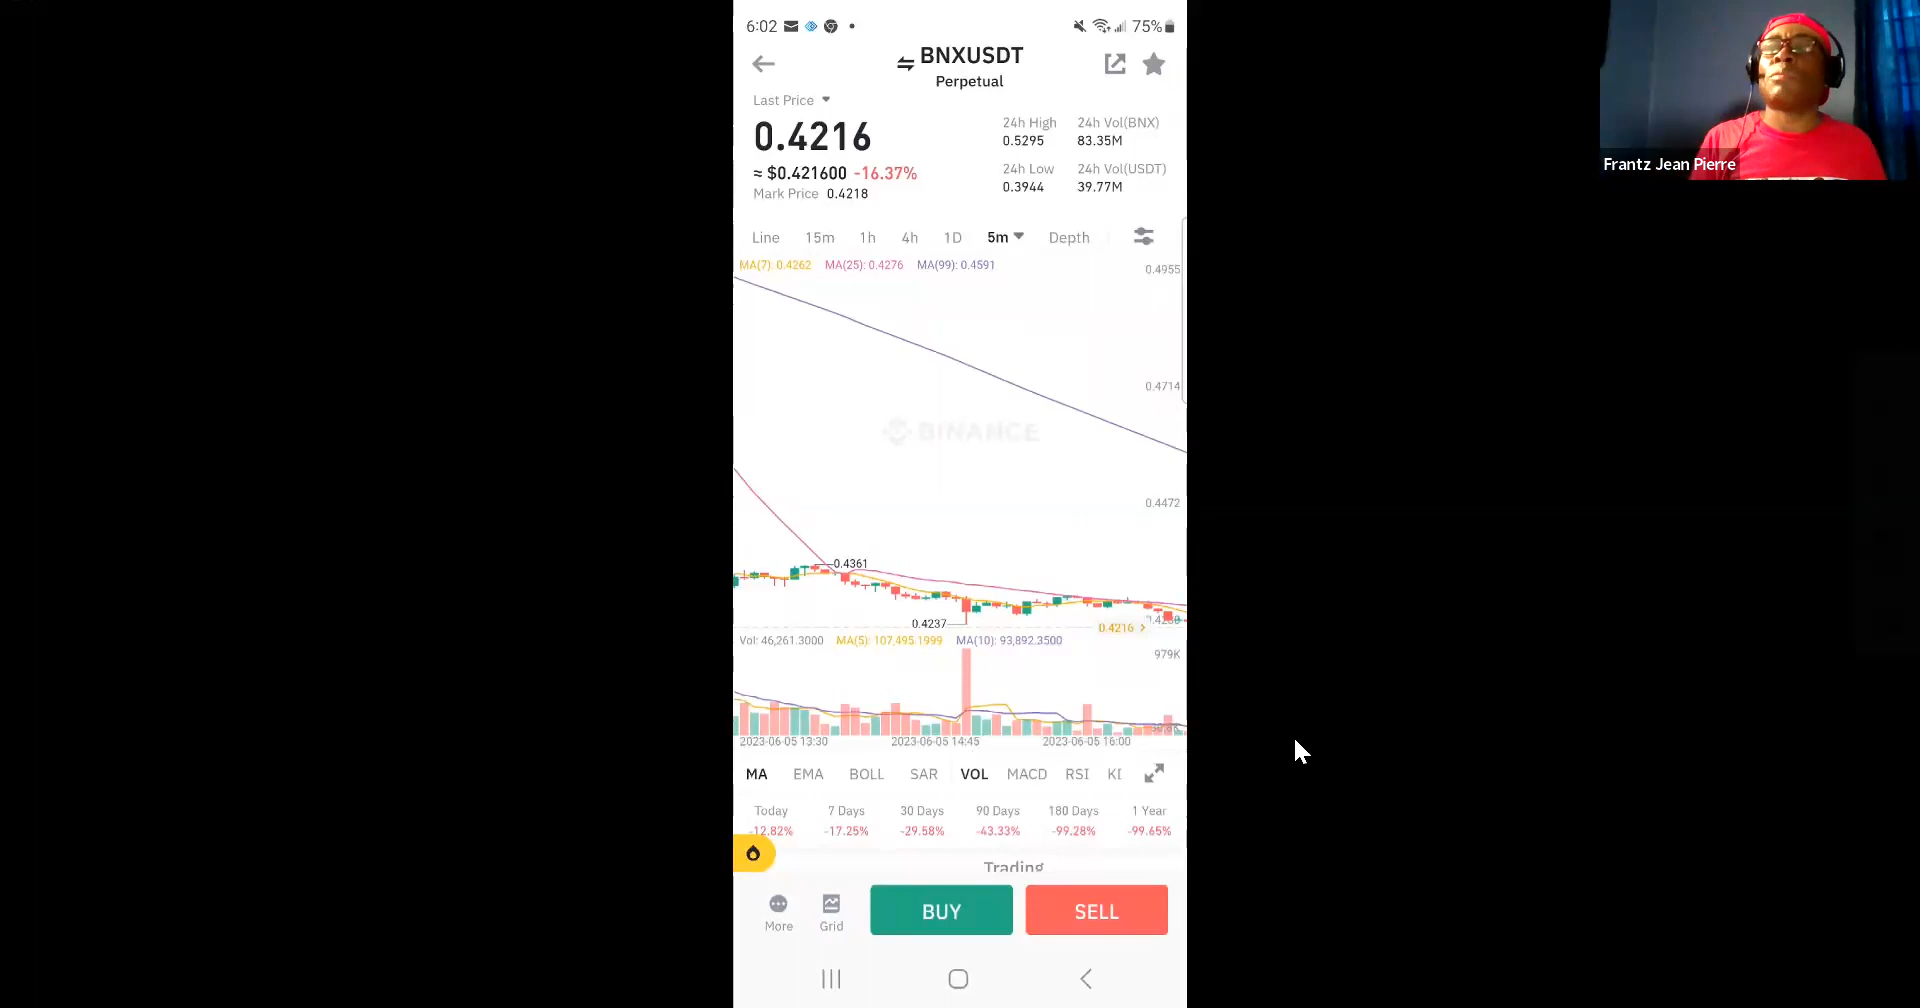 6:02
75%
BNXUSDT
Perpetual
Last Price
0.4216
≈ $0.421600 -16.37%
Mark Price 0.4218
24h High
0.5295
24h Vol(BNX)
83.35M
24h Low
0.3944
24h Vol(USDT)
39.77M
Line 15m 1h 4h 1D 5m Depth
MA(7): 0.4262 MA(25): 0.4276 MA(99): 0.4591
0.4955
0.4714
BINANCE
0.4472
0.4361
0.4237
0.4216
Vol: 46,261.3000 MA(5): 107,495.1999 MA(10): 93,892.3500
979K
2023-06-05 13:30 2023-06-05 14:45 2023-06-05 16:00
MA EMA BOLL SAR VOL MACD RSI KI
Today 7 Days 30 Days 90 Days 180 Days 1 Year
-12.82% -17.25% -29.58% -43.33% -99.28% -99.65%
Trading
More Grid BUY SELL
Frantz Jean Pierre